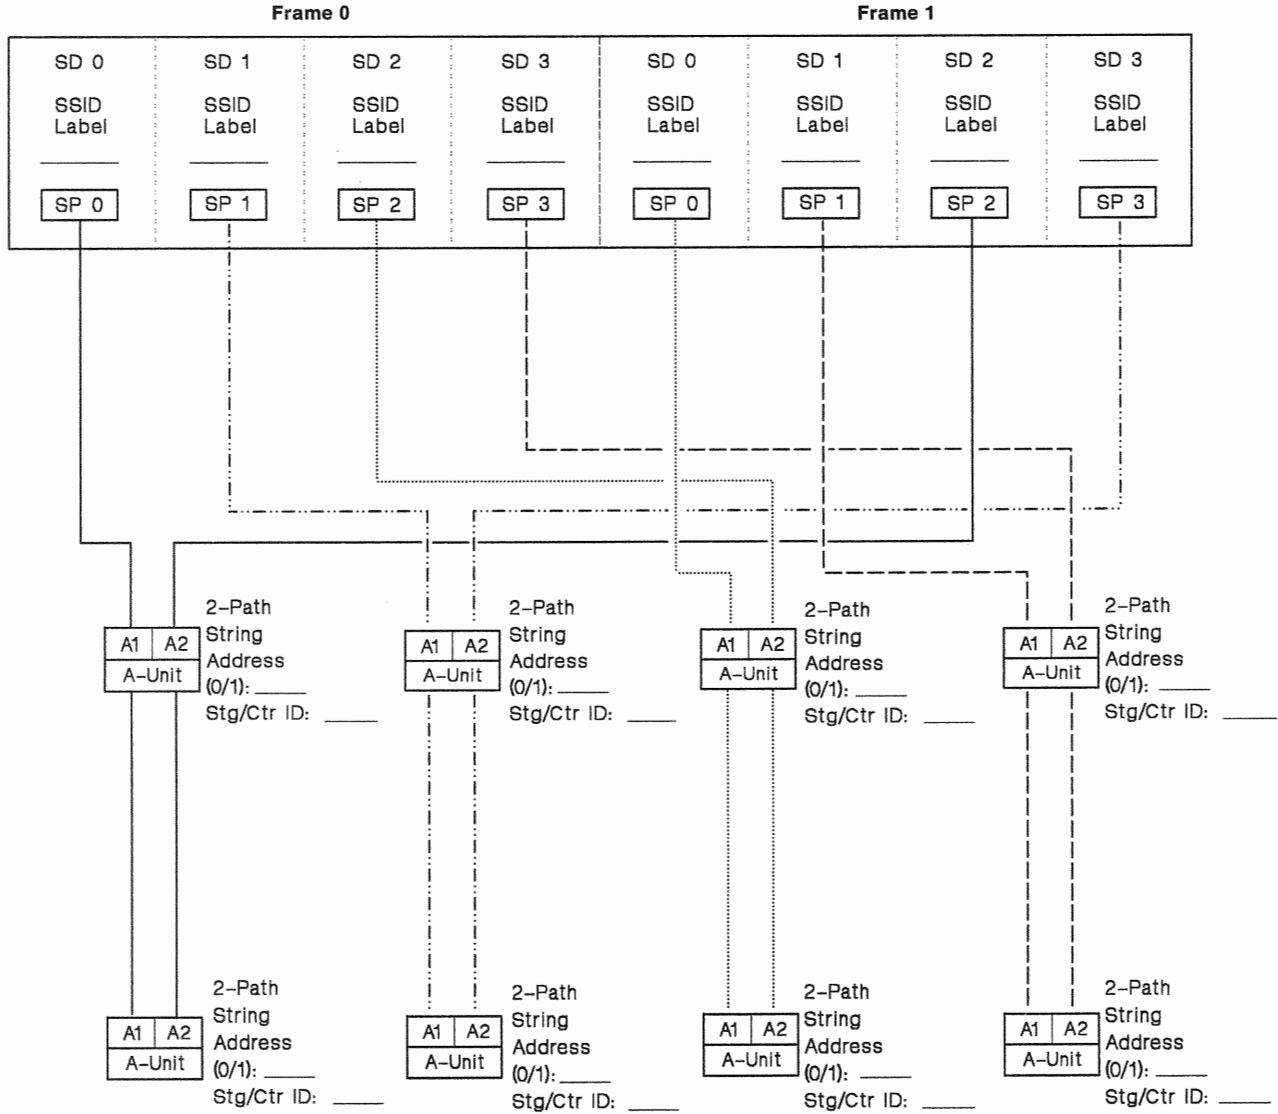 Frame 0 Frame 1
SD 0 SD 1 SD 2 SD 3 SD 0 SD 1 SD 2 SD 3
SSID SSID SSID SSID SSID SSID SSID SSID
Label Label Label Label Label Label Label Label
SP 0 SP 1 SP 2 SP 3 SP 0 SP 1 SP 2 SP 3
2-Path 2-Path 2-Path 2-Path
A1 A2 String A1 A2 String A1 A2 String A1 A2 String
A-Unit Address A-Unit Address A-Unit Address A-Unit Address
(0/1): (0/1): (0/1): (0/1):
Stg/Ctr ID: Stg/Ctr ID: Stg/Ctr ID: Stg/Ctr ID:
2-Path 2-Path 2-Path 2-Path
A1 A2 String A1 A2 String A1 A2 String A1 A2 String
A-Unit Address A-Unit Address A-Unit Address A-Unit Address
(0/1): (0/1): (0/1): (0/1):
Stg/Ctr ID: Stg/Ctr ID: Stg/Ctr ID: Stg/Ctr ID: